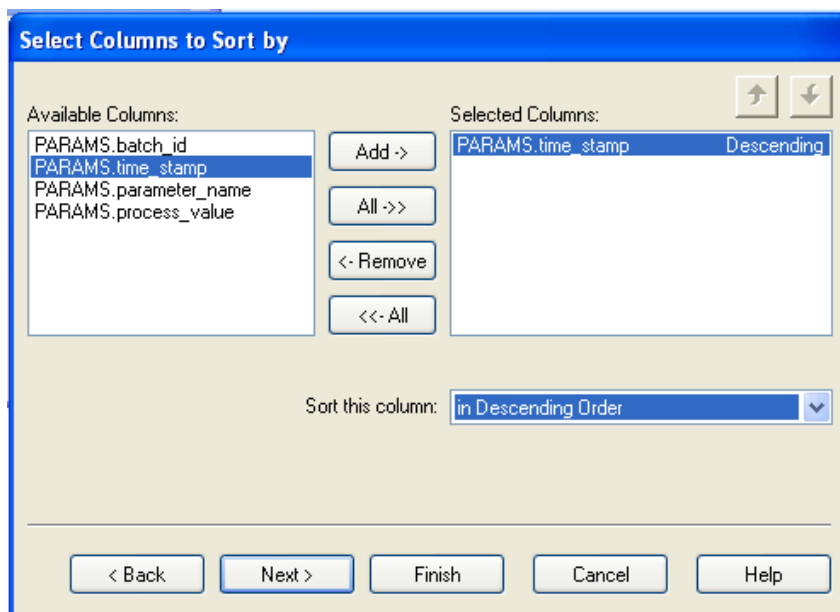 Select Columns to Sort by
Available Columns:
PARAMS.batch_id
PARAMS.time_stamp
PARAMS.parameter_name
PARAMS.process_value
Add ->
All ->>
<- Remove
<<- All
Selected Columns:
PARAMS.time_stamp Descending
Sort this column: in Descending Order
< Back Next > Finish Cancel Help